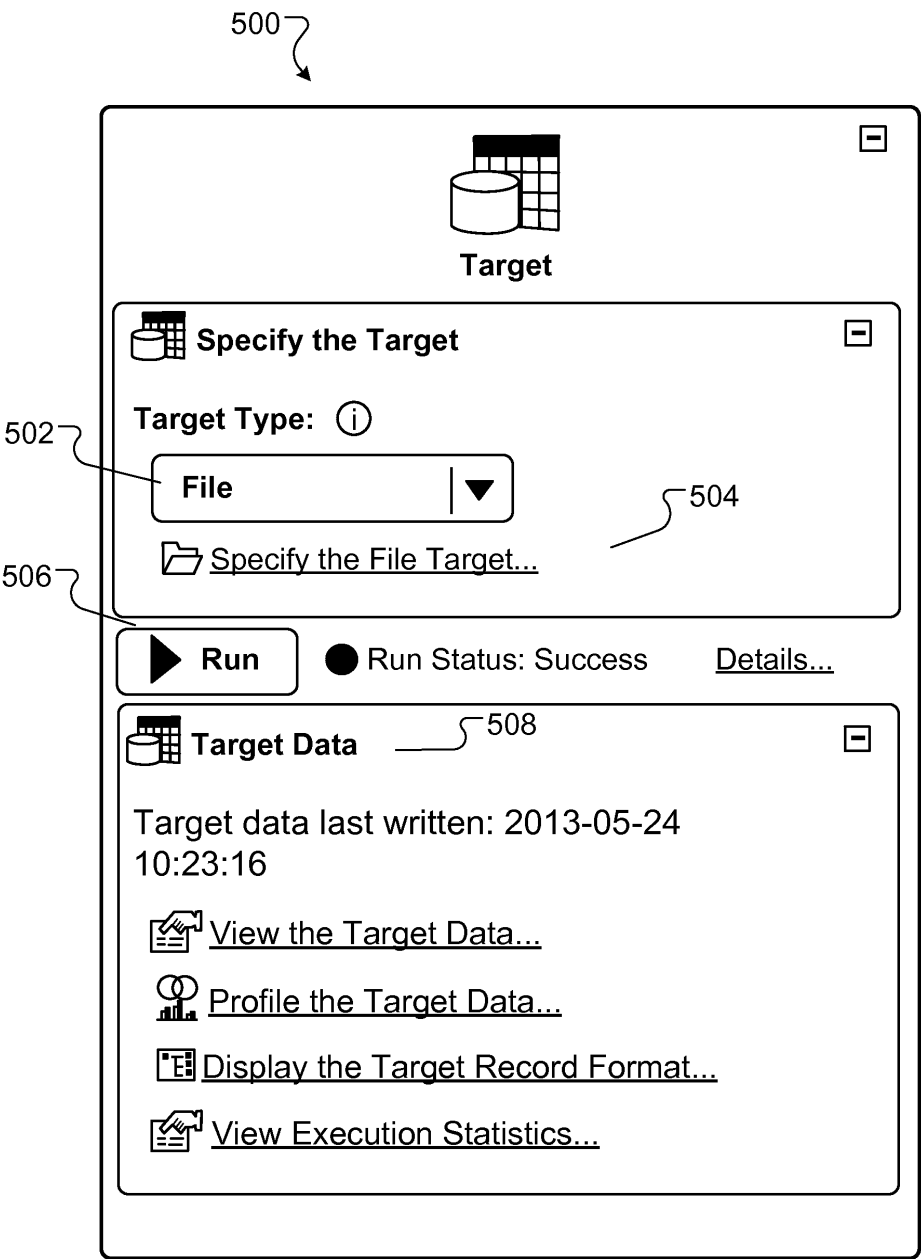 500
Target
Specify the Target
Target Type: i
502
File
504
Specify the File Target...
506
Run
Run Status: Success
Details...
508
Target Data
Target data last written: 2013-05-24
10:23:16
View the Target Data...
Profile the Target Data...
Display the Target Record Format...
View Execution Statistics...